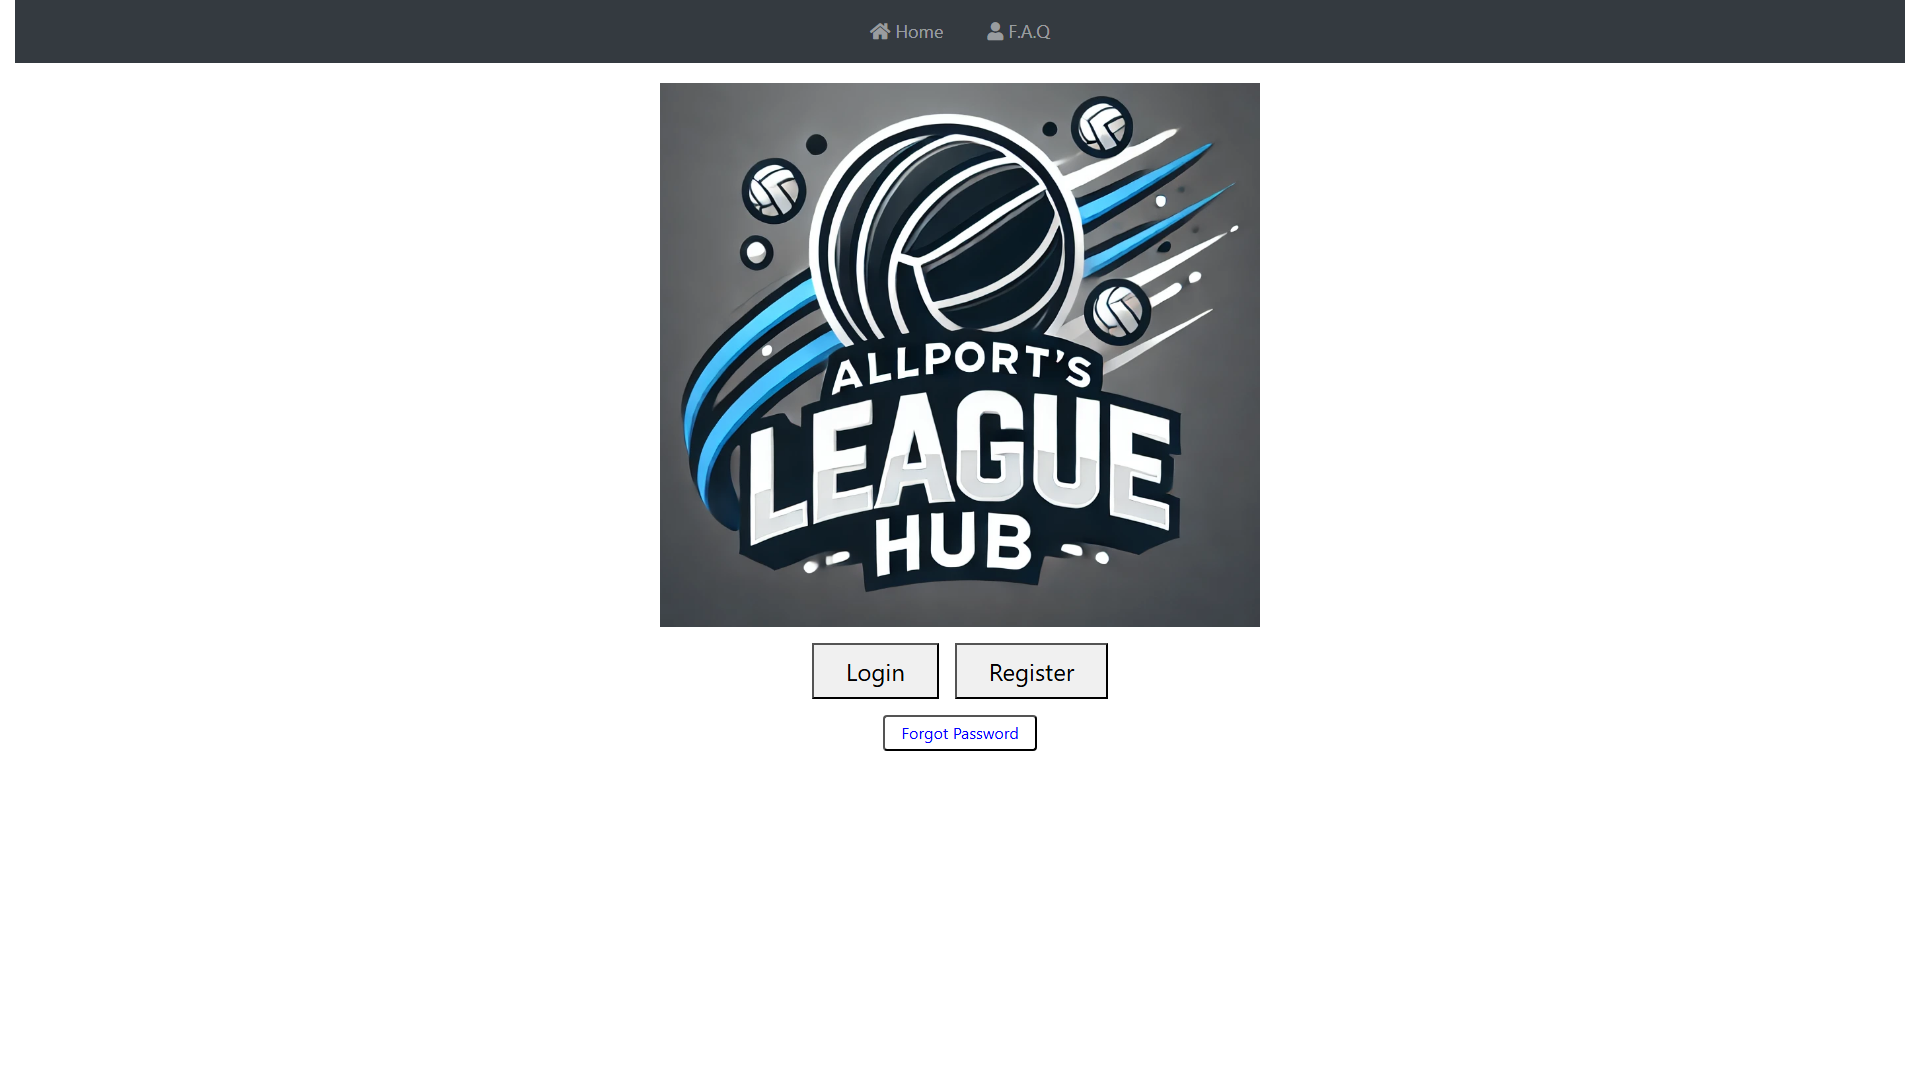 Home F.A.Q
ALLPORT'S
LEAGUE
HUB
Login Register
Forgot Password